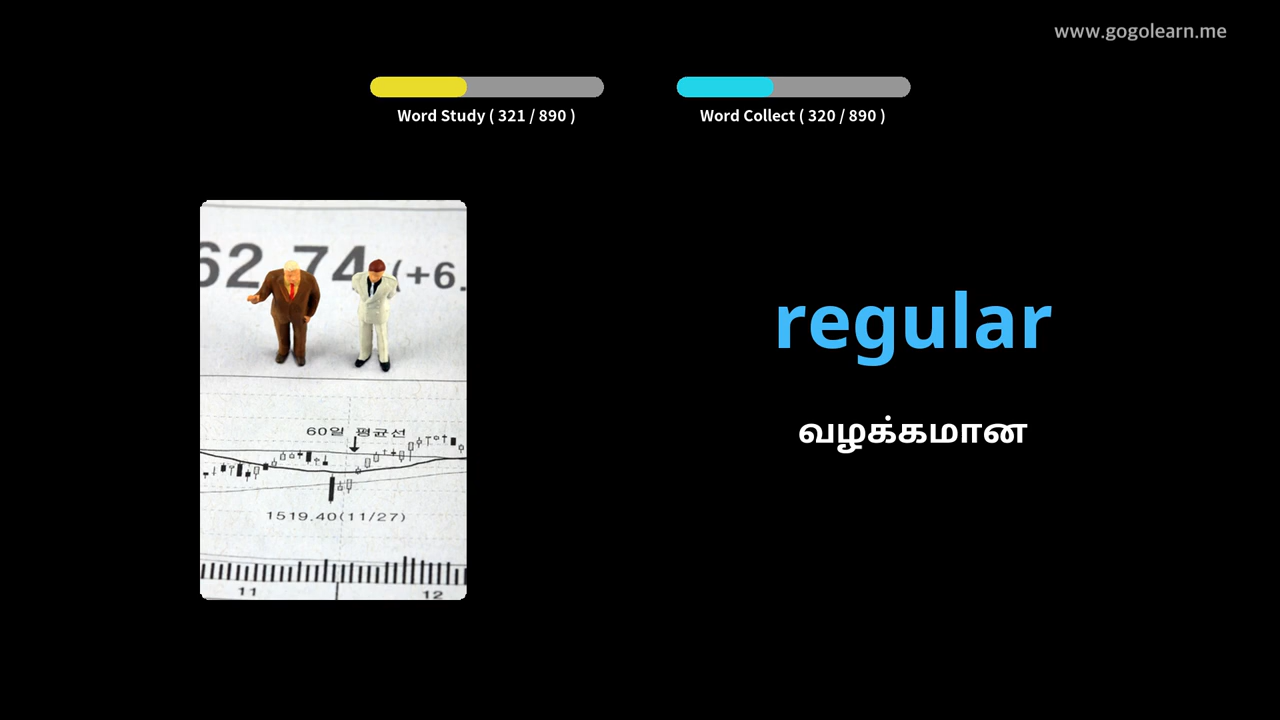 www.gogolearn.me
Word Study ( 321 / 890 )
Word Collect ( 320 / 890 )
62.74 (+6.
60일 평균선
1519.40(11/27)
11
12
regular
வழக்கமான